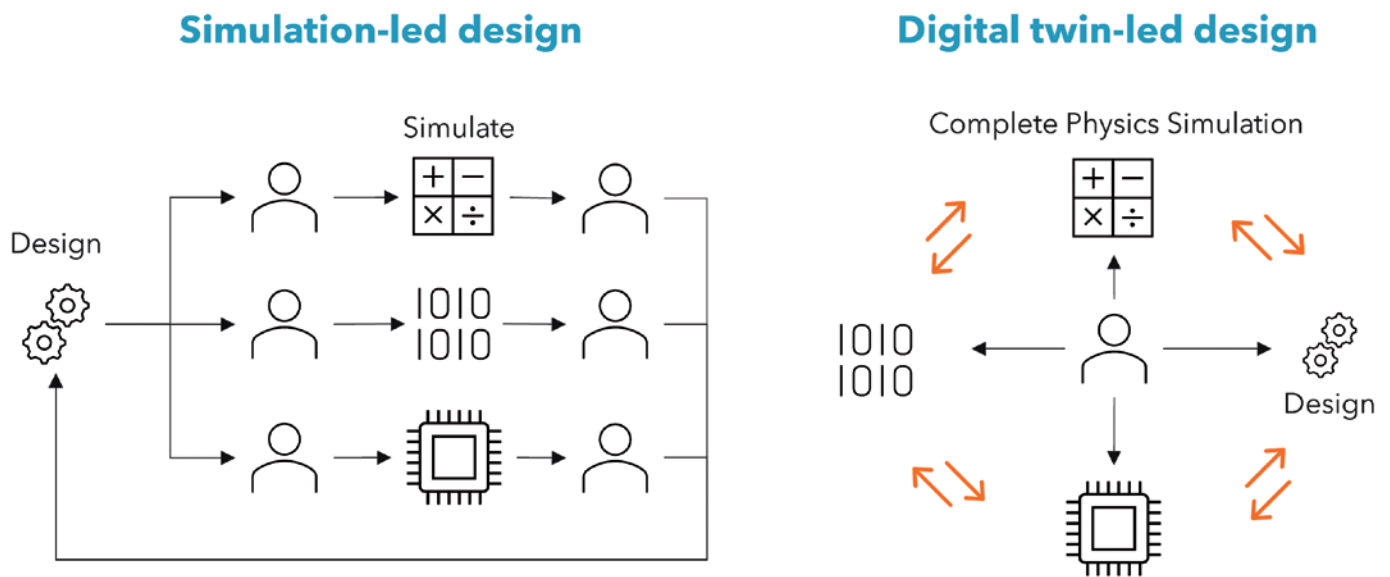 Simulation-led design
Digital twin-led design
Simulate
Complete Physics Simulation
Design
1010
1010
1010
1010
Design